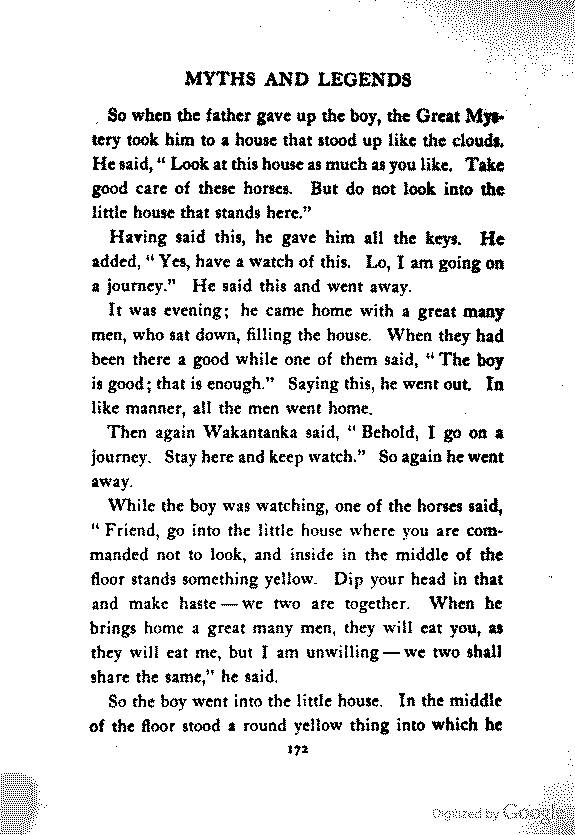 MYTHS AND LEGENDS
So when the father gave up the boy, the Great Mys-
tery took him to a house that stood up like the clouds.
He said, “ Look at this house as much as you like. Take
good care of these horses. But do not look into the
little house that stands here.”
Having said this, he gave him all the keys. He
added, “ Yes, have a watch of this. Lo, I am going on
a journey.” He said this and went away.
It was evening; he came home with a great many
men, who sat down, filling the house. When they had
been there a good while one of them said, “ The boy
is good; that is enough.” Saying this, he went out. In
like manner, all the men went home.
Then again Wakantanka said, “ Behold, I go on a
journey. Stay here and keep watch.” So again he went
away.
While the boy was watching, one of the horses said,
“ Friend, go into the little house where you are com-
manded not to look, and inside in the middle of the
floor stands something yellow. Dip your head in that
and make haste — we two are together. When he
brings home a great many men, they will eat you, as
they will eat me, but I am unwilling — we two shall
share the same,” he said.
So the boy went into the little house. In the middle
of the floor stood a round yellow thing into which he
172
Digitized by Google